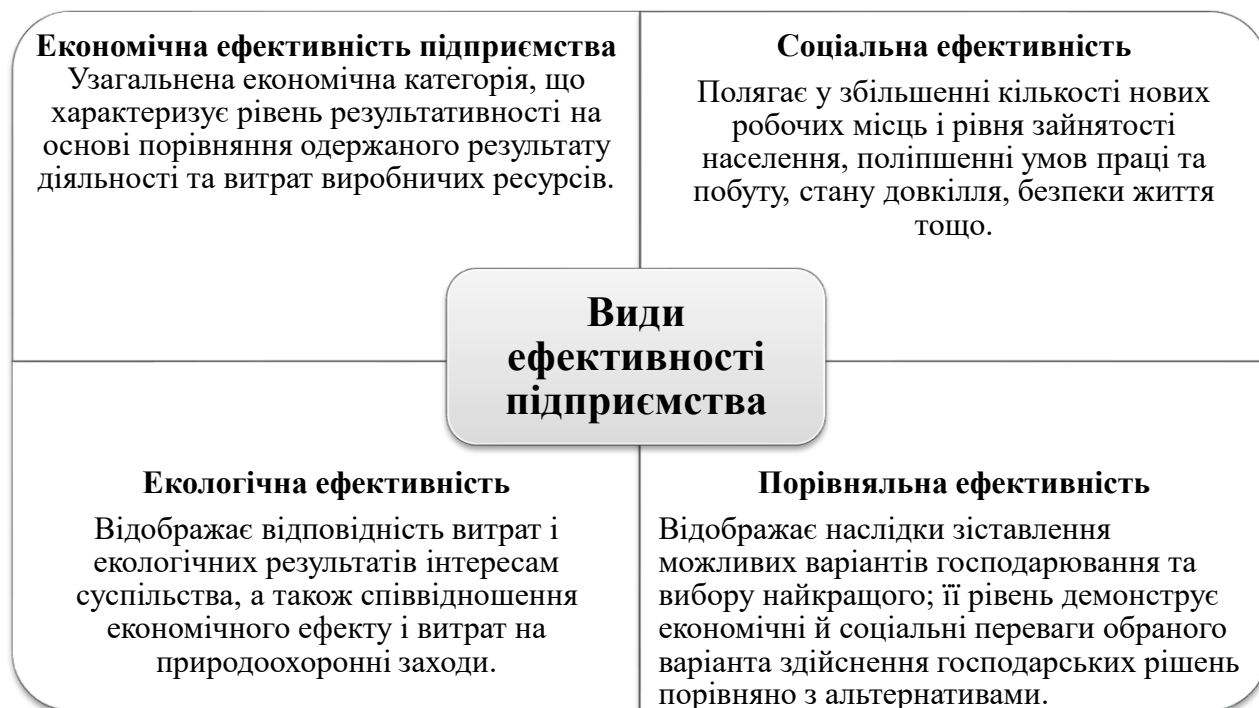 Економічна ефективність підприємства
Узагальнена економічна категорія, що
характеризує рівень результативності на
основі порівняння одержаного результату
діяльності та витрат виробничих ресурсів.
Соціальна ефективність
Полягає у збільшенні кількості нових
робочих місць і рівня зайнятості
населення, поліпшенні умов праці та
побуту, стану довкілля, безпеки життя
тощо.
Види
ефективності
підприємства
Екологічна ефективність
Відображає відповідність витрат і
екологічних результатів інтересам
суспільства, а також співвідношення
економічного ефекту і витрат на
природоохоронні заходи.
Порівняльна ефективність
Відображає наслідки зіставлення
можливих варіантів господарювання та
вибору найкращого; її рівень демонструє
економічні й соціальні переваги обраного
варіанта здійснення господарських рішень
порівняно з альтернативами.